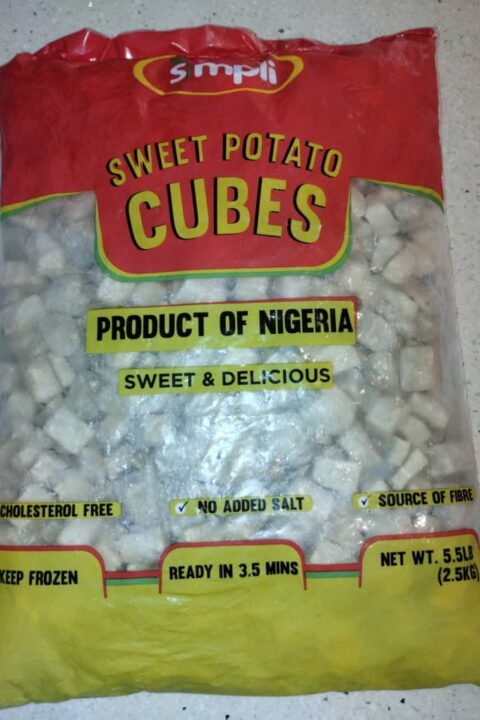 simpli
SWEET POTATO
CUBES
PRODUCT OF NIGERIA
SWEET & DELICIOUS
CHOLESTEROL FREE
NO ADDED SALT
SOURCE OF FIBRE
KEEP FROZEN
READY IN 3.5 MINS
NET WT. 5.5LB
(2.5KG)